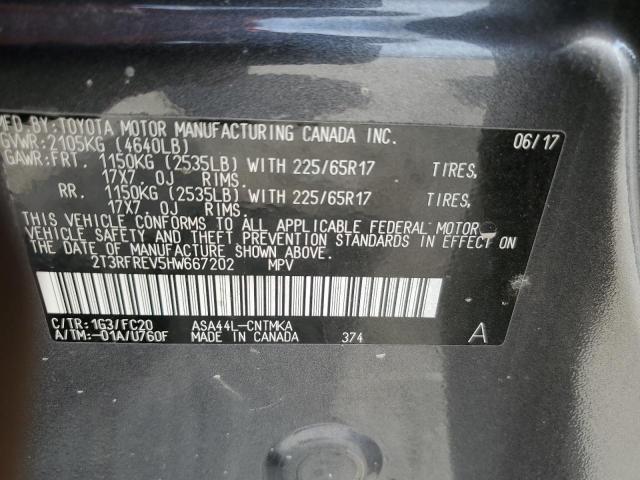 MFD. BY: TOYOTA MOTOR MANUFACTURING CANADA INC. 06/17
GVWR: 2105KG (4640LB)
GAWR: FRT. 1150KG (2535LB) WITH 225/65R17 TIRES,
17X7.0J RIMS.
RR. 1150KG (2535LB) WITH 225/65R17 TIRES,
17X7.0J RIMS.
THIS VEHICLE CONFORMS TO ALL APPLICABLE FEDERAL MOTOR
VEHICLE SAFETY AND THEFT PREVENTION STANDARDS IN EFFECT ON
THE DATE OF MANUFACTURE SHOWN ABOVE.
2T3RFREV5HW667202 MPV
C/TR: 1G3/FC20 ASA44L-CNTMKA A
A/TM: -01A/U760F MADE IN CANADA 374